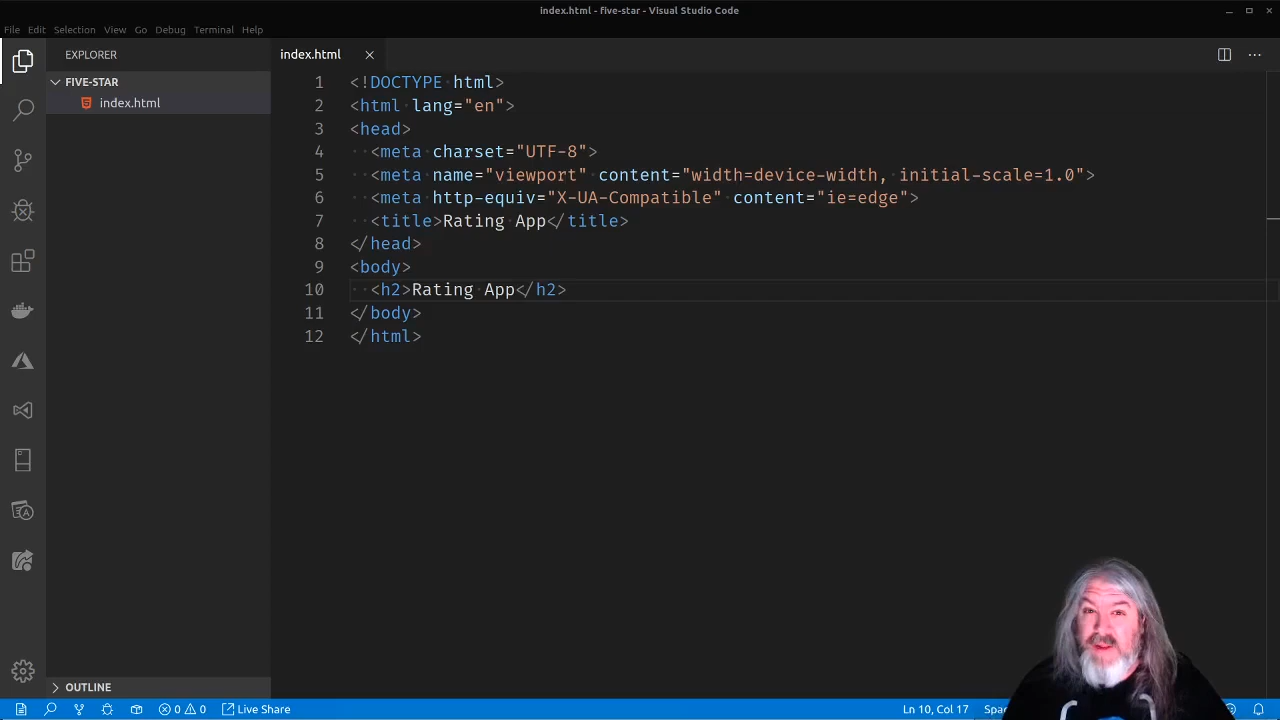 index.html - five-star - Visual Studio Code
File Edit Selection View Go Debug Terminal Help
EXPLORER
index.html
FIVE-STAR
index.html
1 <!DOCTYPE html>
2 <html lang="en">
3 <head>
4 <meta charset="UTF-8">
5 <meta name="viewport" content="width=device-width, initial-scale=1.0">
6 <meta http-equiv="X-UA-Compatible" content="ie=edge">
7 <title>Rating App</title>
8 </head>
9 <body>
10 <h2>Rating App</h2>
11 </body>
12 </html>
OUTLINE
0 0 Live Share Ln 10, Col 17